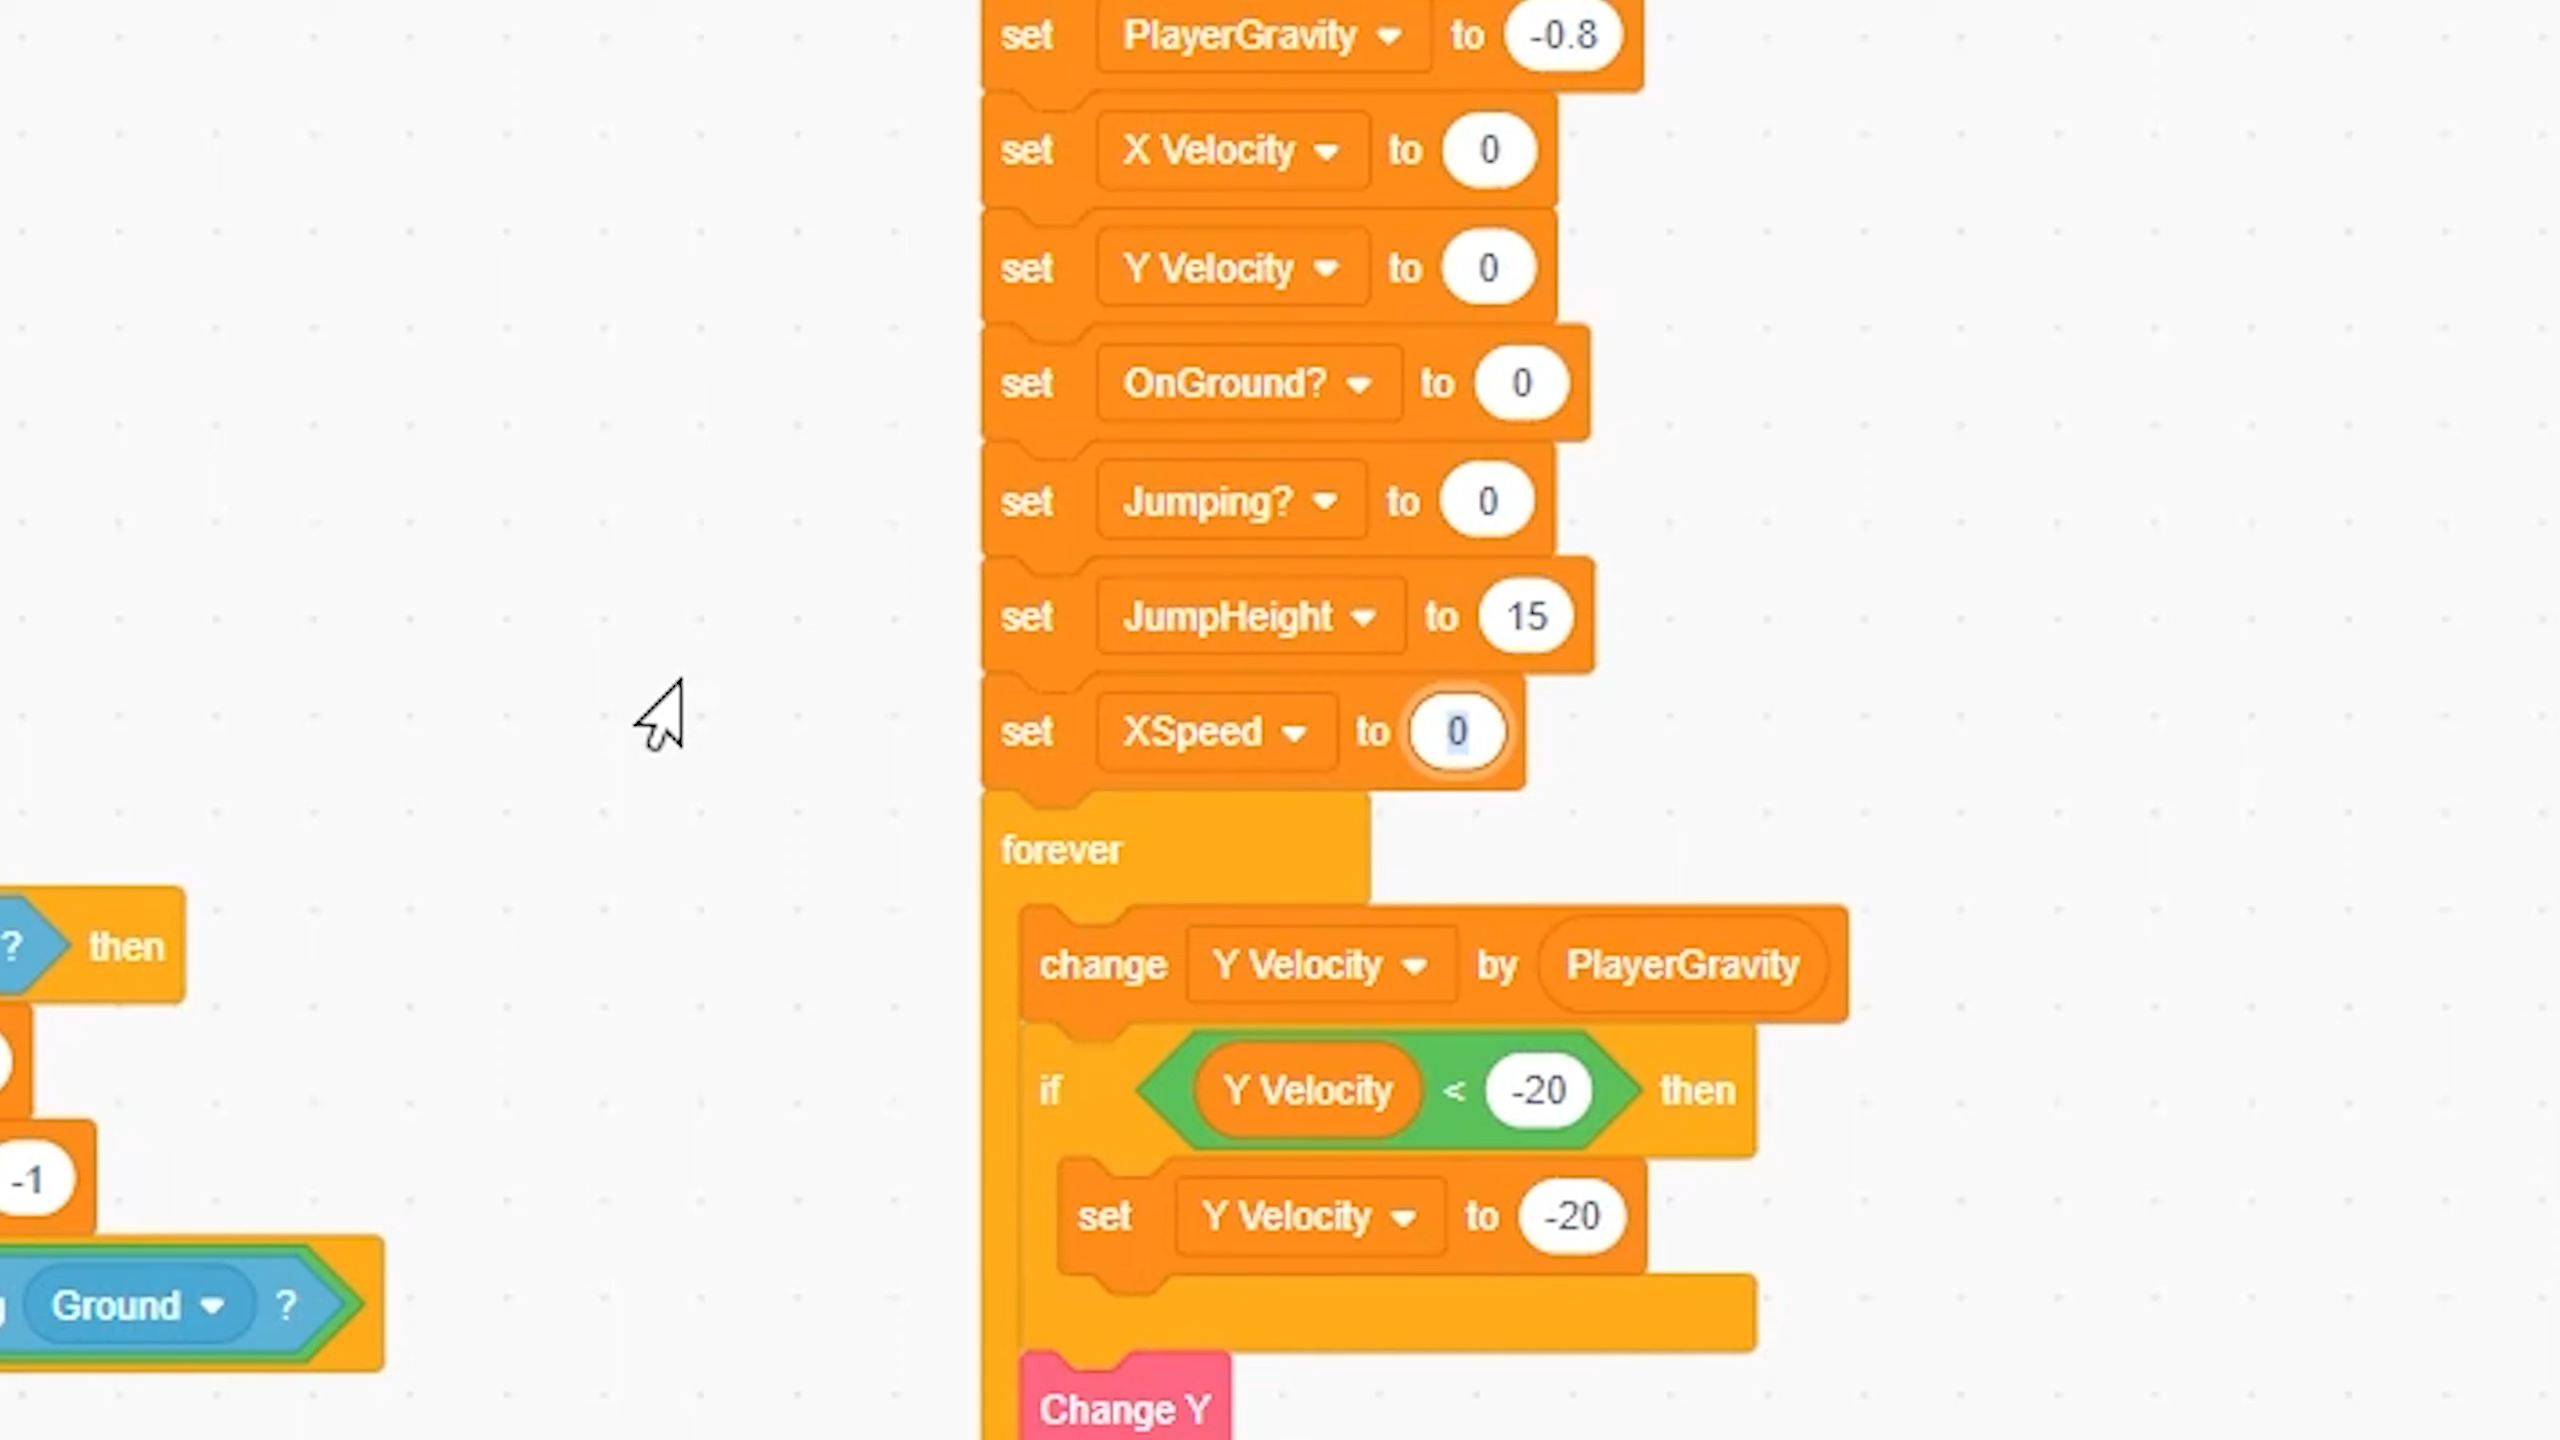 set PlayerGravity to -0.8
set X Velocity to 0
set Y Velocity to 0
set OnGround? to 0
set Jumping? to 0
set JumpHeight to 15
set XSpeed to 0
forever
? then
change Y Velocity by PlayerGravity
if Y Velocity < -20 then
-1
set Y Velocity to -20
g Ground ?
Change Y